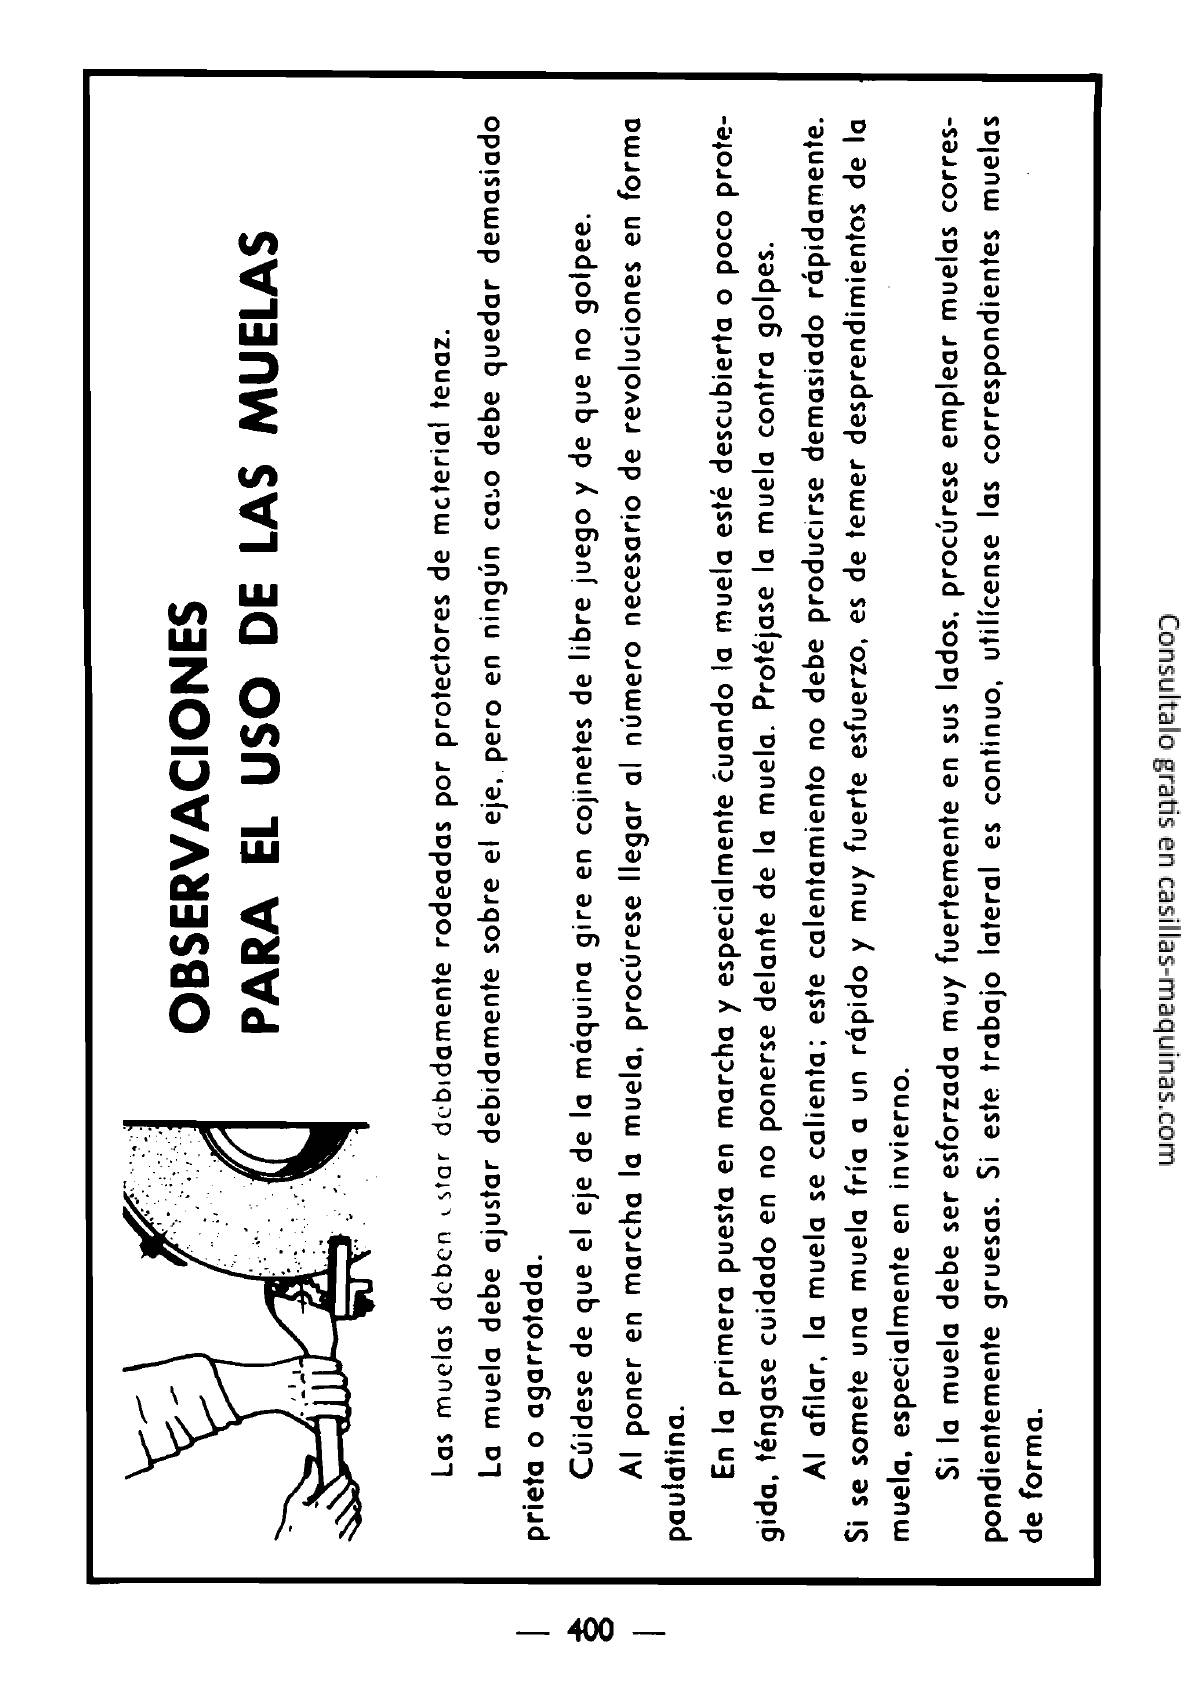 OBSERVACIONES
PARA EL USO DE LAS MUELAS
Las muelas deben estar debidamente rodeadas por protectores de material tenaz.
La muela debe ajustar debidamente sobre el eje, pero en ningún caso debe quedar demasiado
prieta o agarrotada.
Cúidese de que el eje de la máquina gire en cojinetes de libre juego y de que no golpee.
Al poner en marcha la muela, procúrese llegar al número necesario de revoluciones en forma
paulatina.
En la primera puesta en marcha y especialmente cuando la muela esté descubierta o poco prote-
gida, téngase cuidado en no ponerse delante de la muela. Protéjase la muela contra golpes.
Al afilar, la muela se calienta; este calentamiento no debe producirse demasiado rápidamente.
Si se somete una muela fría a un rápido y muy fuerte esfuerzo, es de temer desprendimientos de la
muela, especialmente en invierno.
Si la muela debe ser esforzada muy fuertemente en sus lados, procúrese emplear muelas corres-
pondientemente gruesas. Si este trabajo lateral es continuo, utilícense las correspondientes muelas
de forma.
— 400 —
Consultalo gratis en casillas-maquinas.com